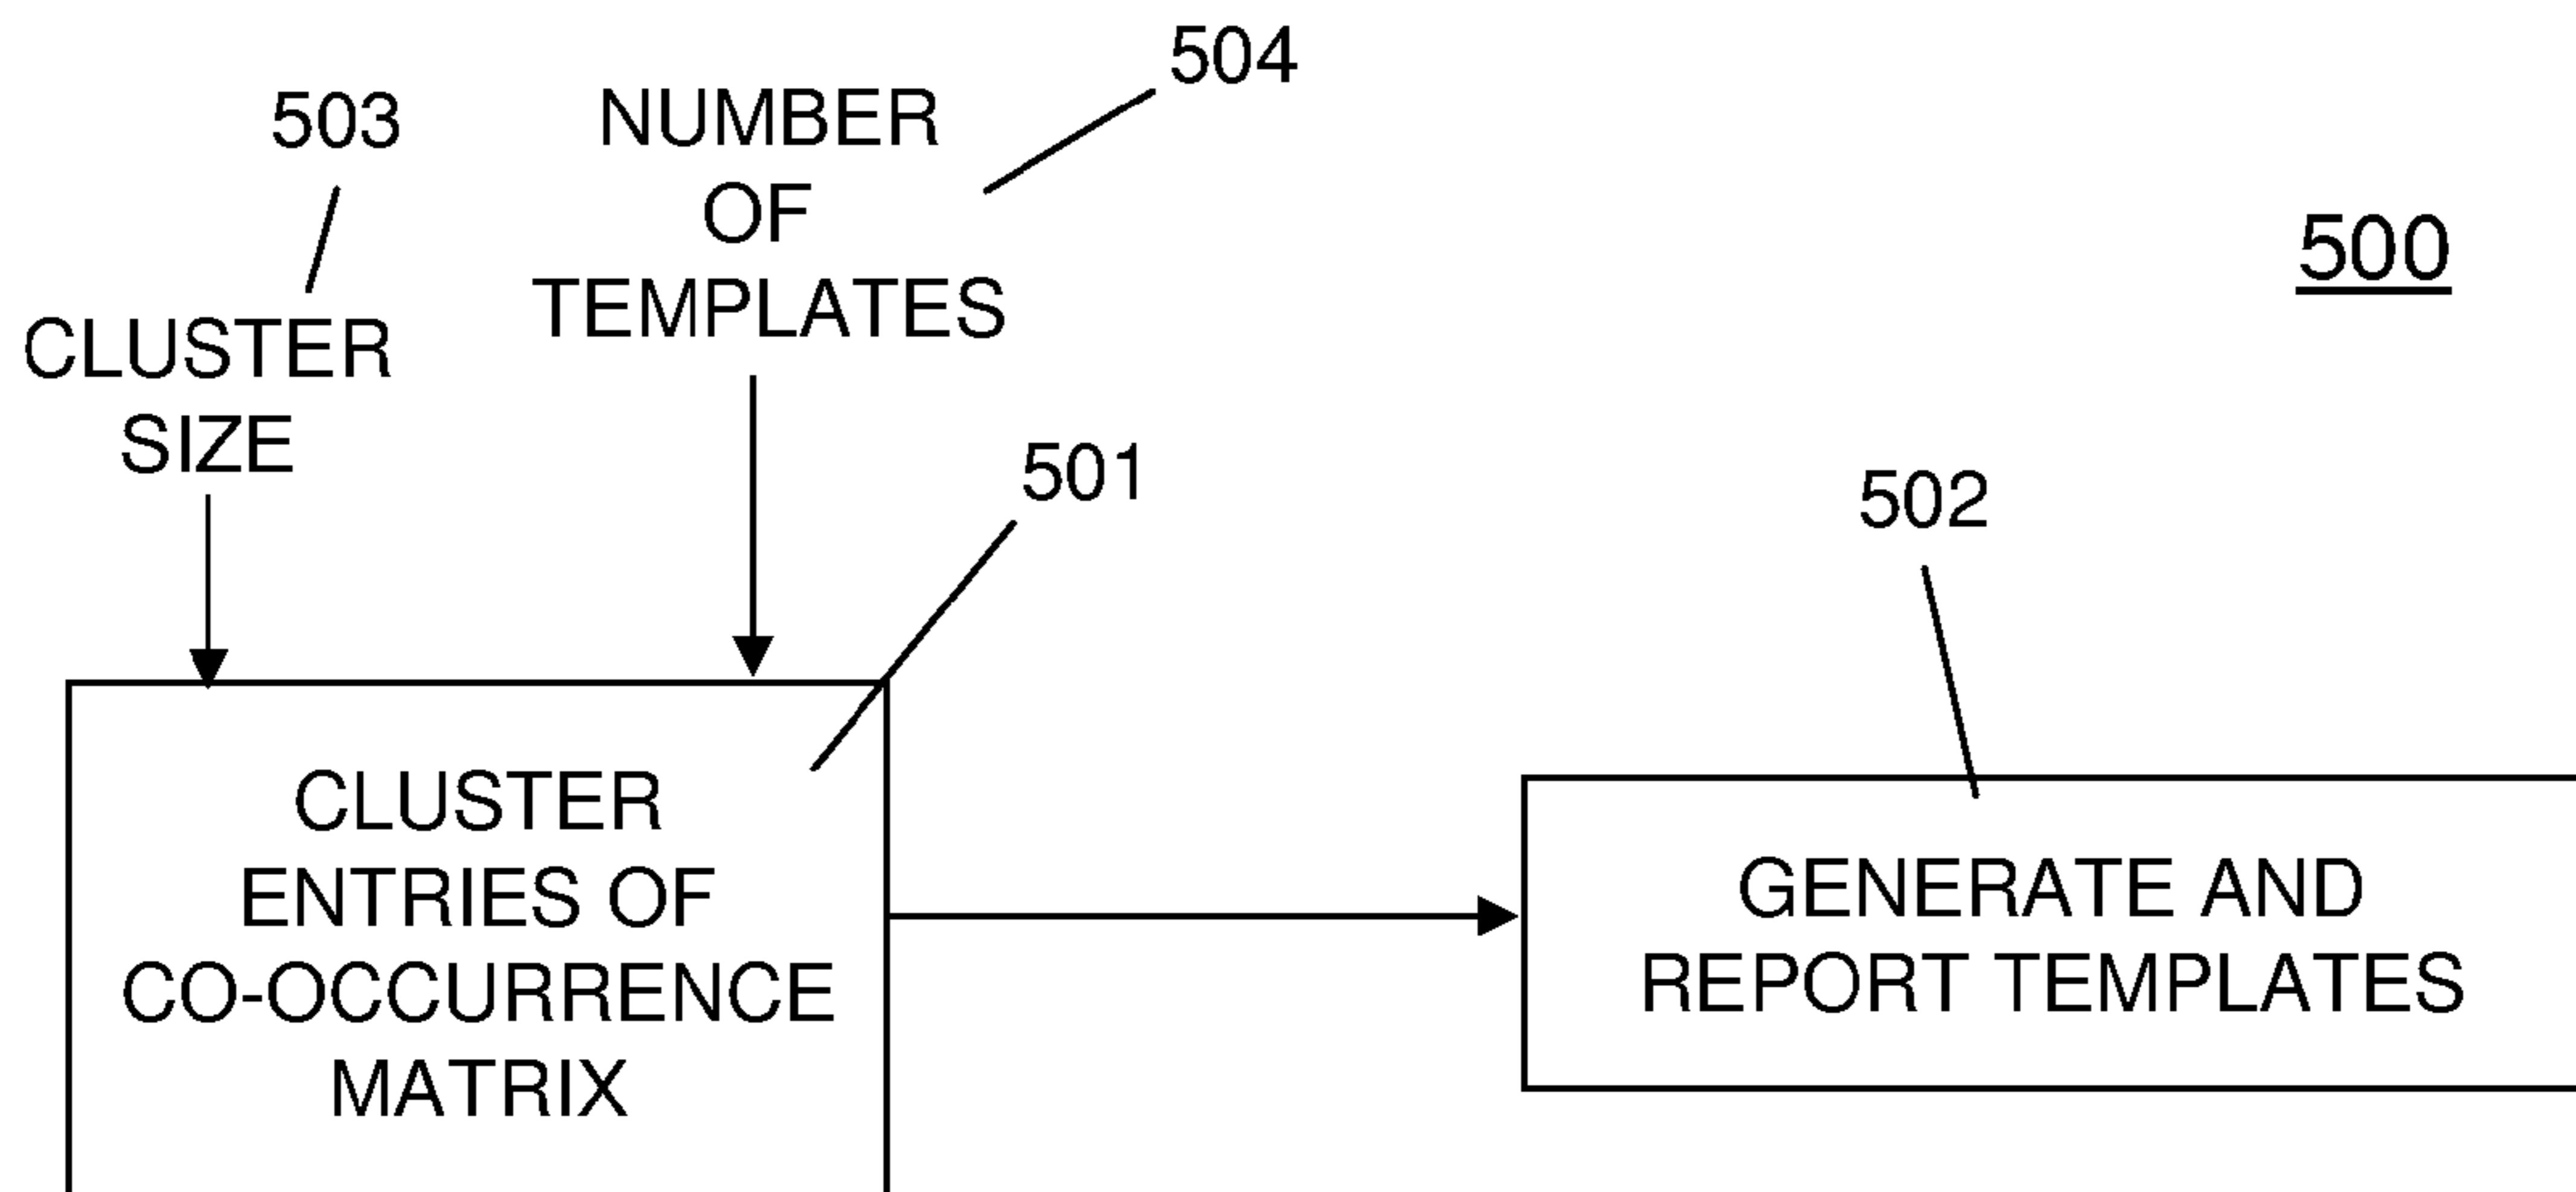 504
503
NUMBER
OF
TEMPLATES
500
CLUSTER
SIZE
501
502
CLUSTER
ENTRIES OF
CO-OCCURRENCE
MATRIX
GENERATE AND
REPORT TEMPLATES